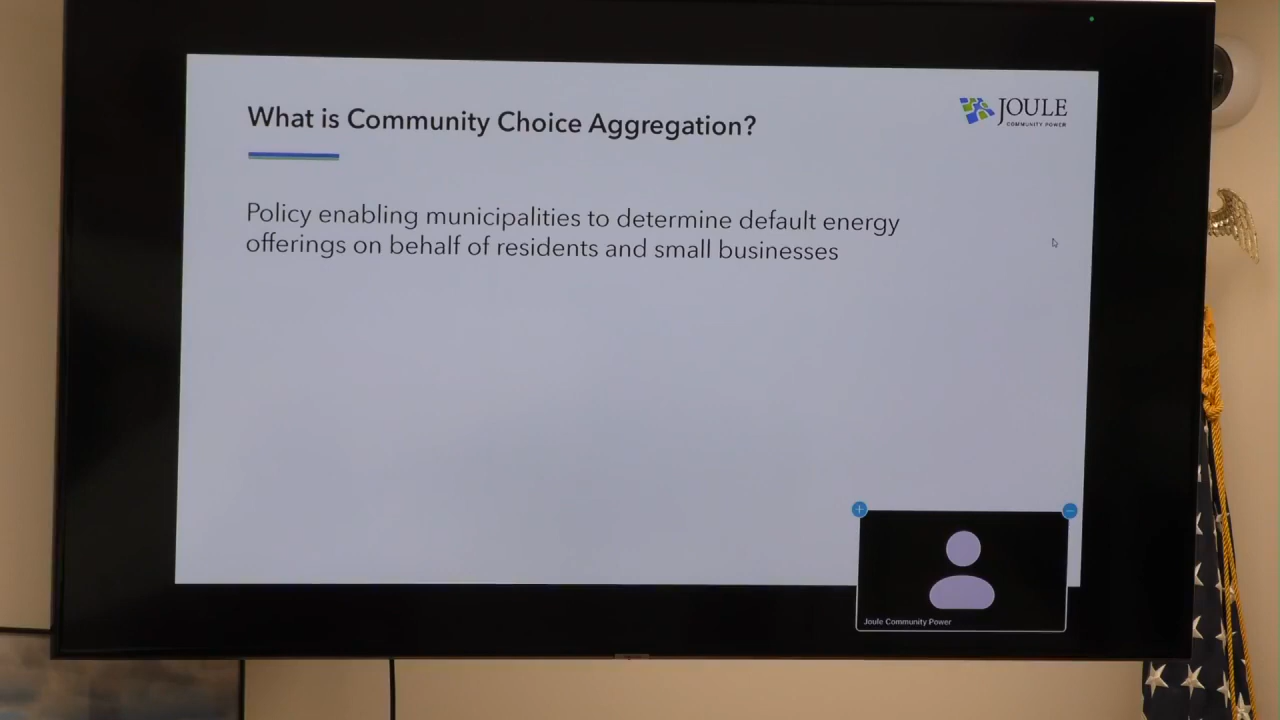 What is Community Choice Aggregation?
JOULE
COMMUNITY POWER
Policy enabling municipalities to determine default energy
offerings on behalf of residents and small businesses
Joule Community Power